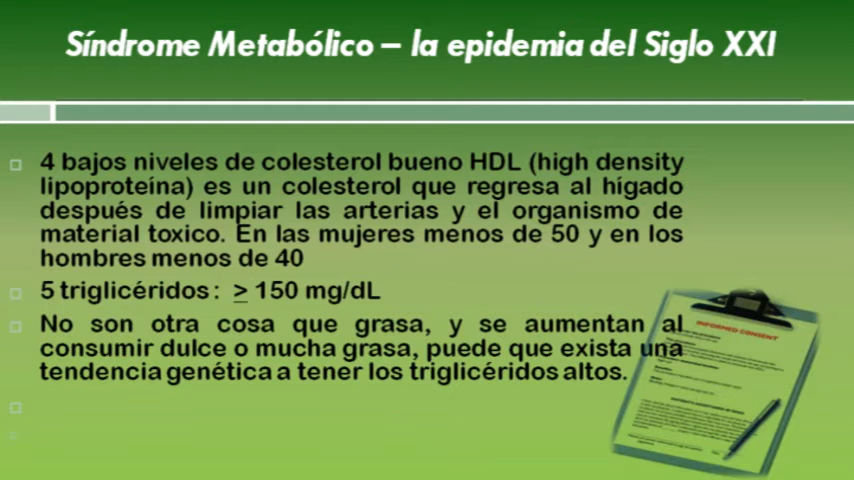 Síndrome Metabólico – la epidemia del Siglo XXI
4 bajos niveles de colesterol bueno HDL (high density
lipoproteína) es un colesterol que regresa al hígado
después de limpiar las arterias y el organismo de
material toxico. En las mujeres menos de 50 y en los
hombres menos de 40
5 triglicéridos : ≥ 150 mg/dL
No son otra cosa que grasa, y se aumentan al
consumir dulce o mucha grasa, puede que exista una
tendencia genética a tener los triglicéridos altos.
INFORMED CONSENT